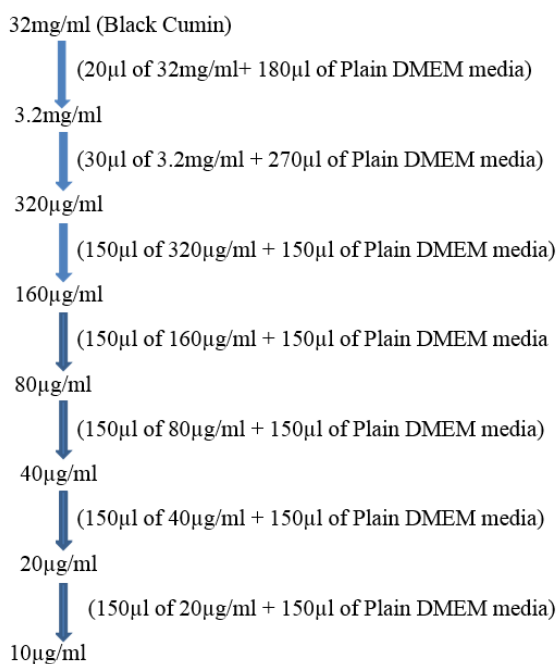 32mg/ml (Black Cumin)
(20µl of 32mg/ml+ 180µl of Plain DMEM media)
3.2mg/ml
(30µl of 3.2mg/ml + 270µl of Plain DMEM media)
320µg/ml
(150µl of 320µg/ml + 150µl of Plain DMEM media)
160µg/ml
(150µl of 160µg/ml + 150µl of Plain DMEM media
80µg/ml
(150µl of 80µg/ml + 150µl of Plain DMEM media)
40µg/ml
(150µl of 40µg/ml + 150µl of Plain DMEM media)
20µg/ml
(150µl of 20µg/ml + 150µl of Plain DMEM media)
10µg/ml